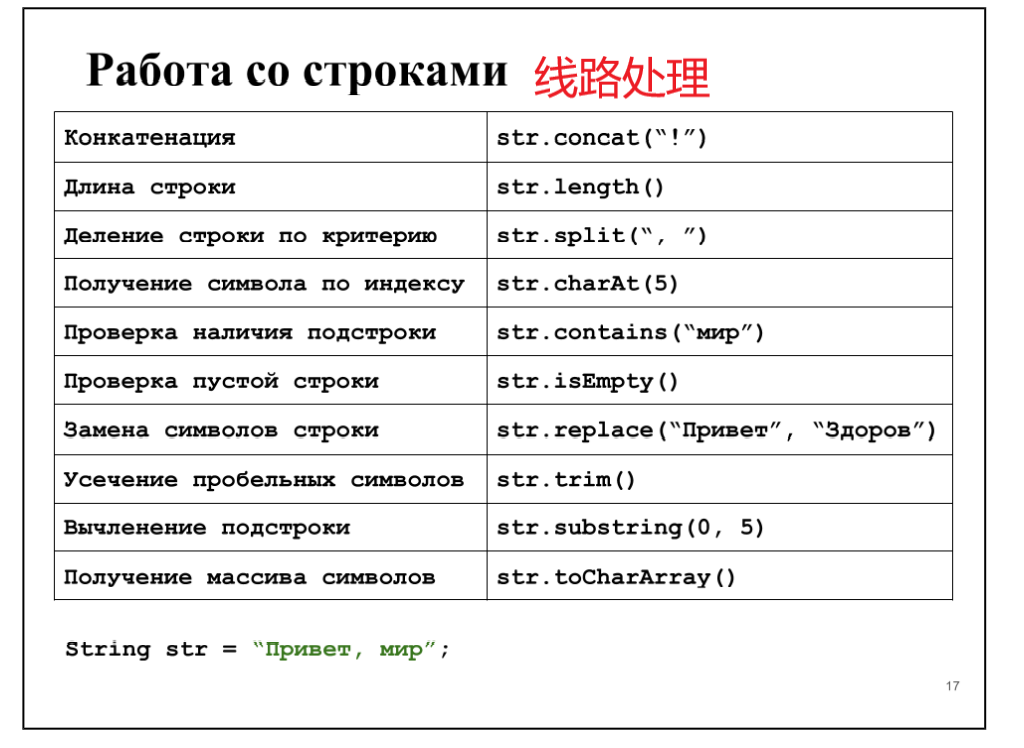 Работа со строками 线路处理
Конкатенация str.concat(“!”)
Длина строки str.length()
Деление строки по критерию str.split(“, ”)
Получение символа по индексу str.charAt(5)
Проверка наличия подстроки str.contains(“мир”)
Проверка пустой строки str.isEmpty()
Замена символов строки str.replace(“Привет”, “Здоров”)
Усечение пробельных символов str.trim()
Вычленение подстроки str.substring(0, 5)
Получение массива символов str.toCharArray()
String str = “Привет, мир”;
17